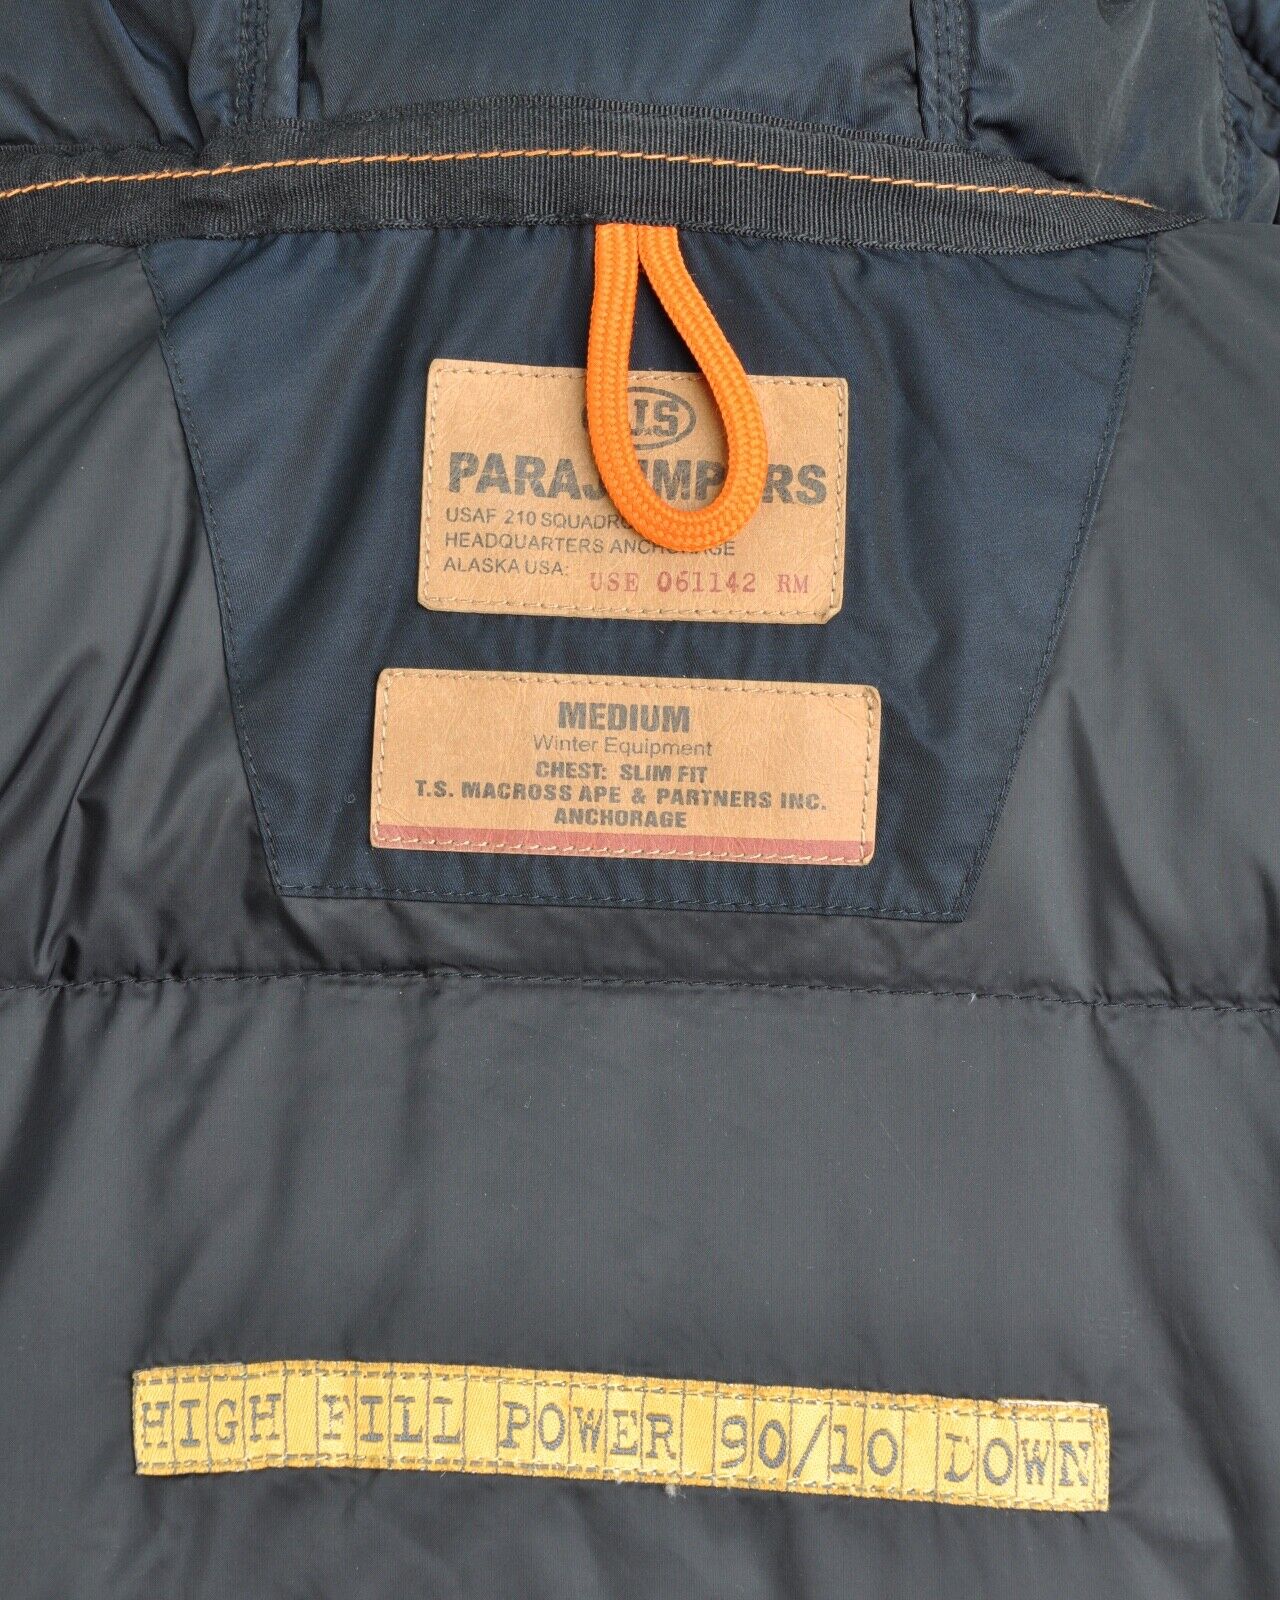 J.S
PARAJUMPERS
USAF 210 SQUADRO
HEADQUARTERS ANCHORAGE
ALASKA USA: USE 061142 RM
MEDIUM
Winter Equipment
CHEST: SLIM FIT
T.S. MACROSS APE & PARTNERS INC.
ANCHORAGE
HIGH FILL POWER 90/10 DOWN